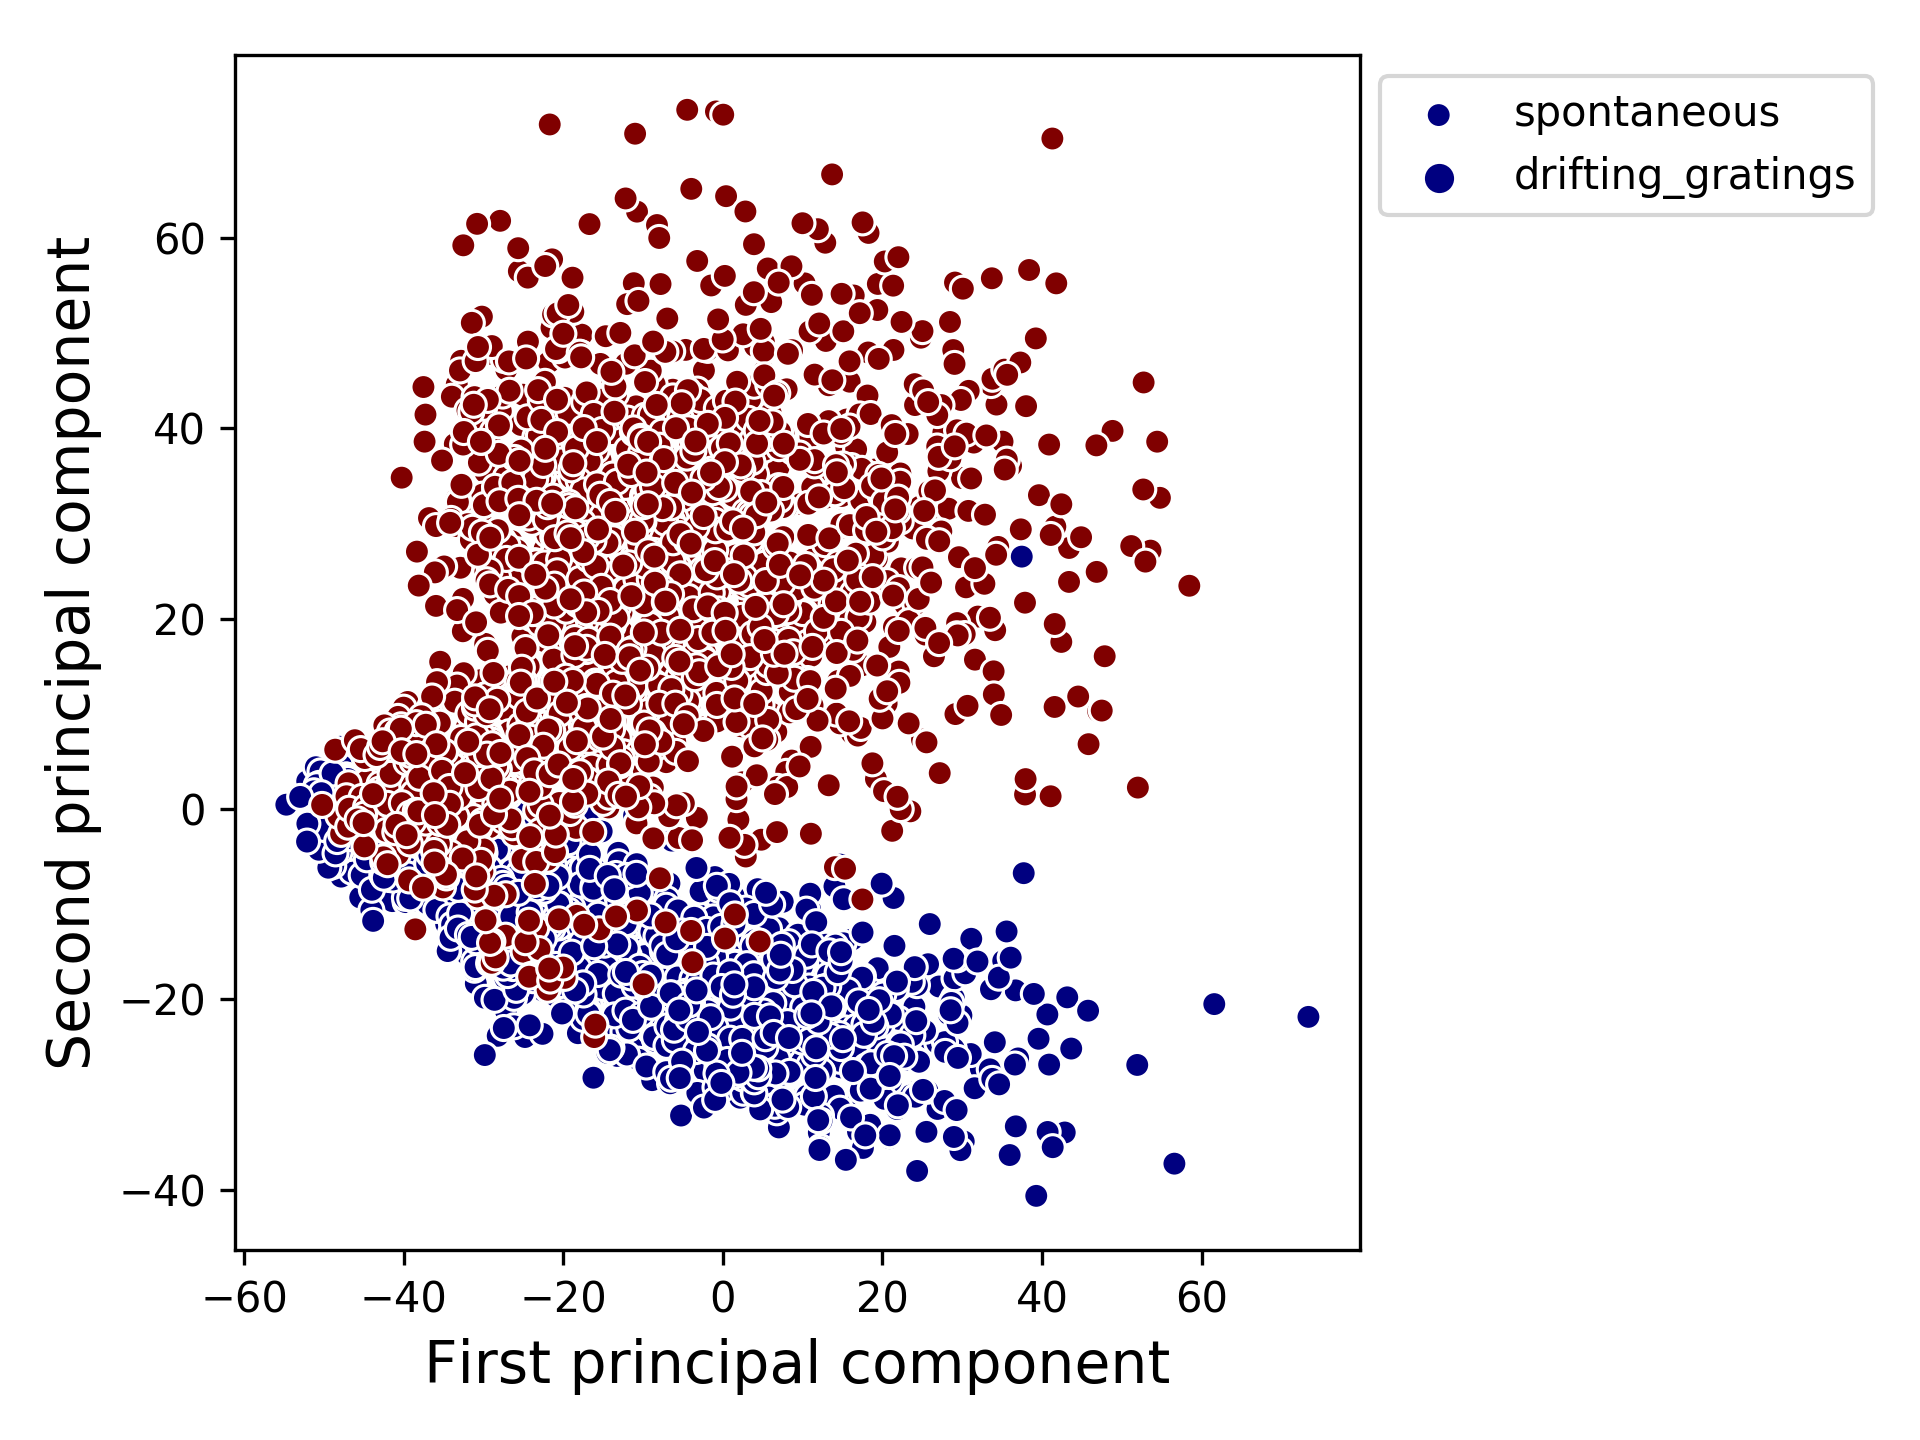 spontaneous
drifting_gratings
Second principal component
60
40
20
0
−20
−40
−60 −40 −20 0 20 40 60
First principal component